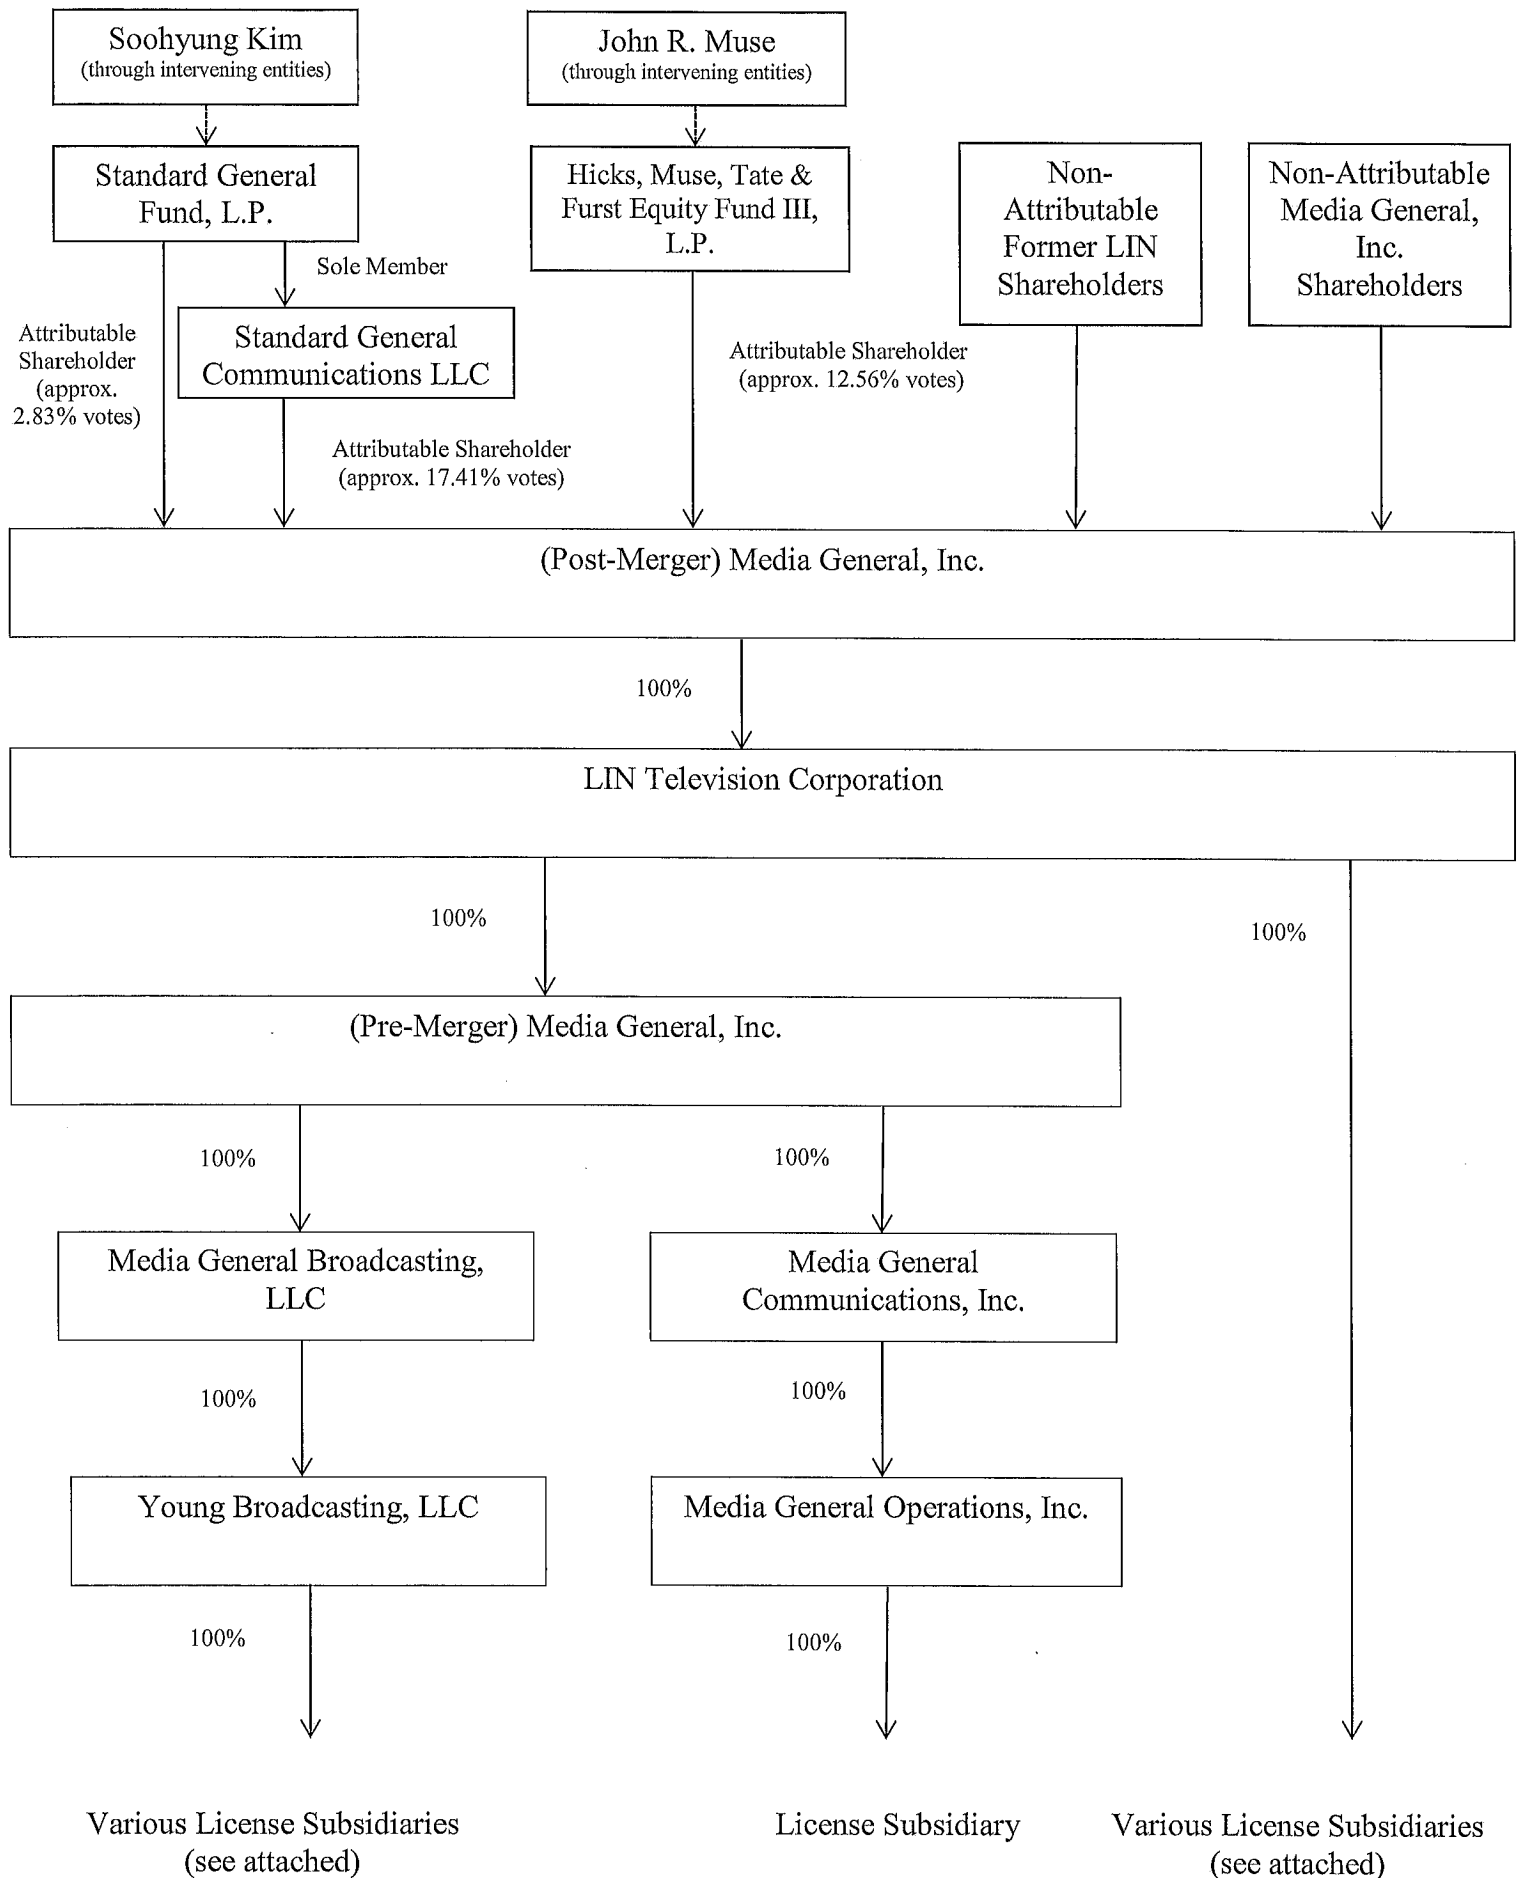 Soohyung Kim
(through intervening entities)
John R. Muse
(through intervening entities)
Standard General
Fund, L.P.
Hicks, Muse, Tate &
Furst Equity Fund III,
L.P.
Non-
Attributable
Former LIN
Shareholders
Non-Attributable
Media General,
Inc.
Shareholders
Sole Member
Attributable
Shareholder
(approx.
2.83% votes)
Standard General
Communications LLC
Attributable Shareholder
(approx. 12.56% votes)
Attributable Shareholder
(approx. 17.41% votes)
(Post-Merger) Media General, Inc.
100%
LIN Television Corporation
100%
100%
(Pre-Merger) Media General, Inc.
100%
100%
Media General Broadcasting,
LLC
Media General
Communications, Inc.
100%
100%
Young Broadcasting, LLC
Media General Operations, Inc.
100%
100%
Various License Subsidiaries
(see attached)
License Subsidiary
Various License Subsidiaries
(see attached)